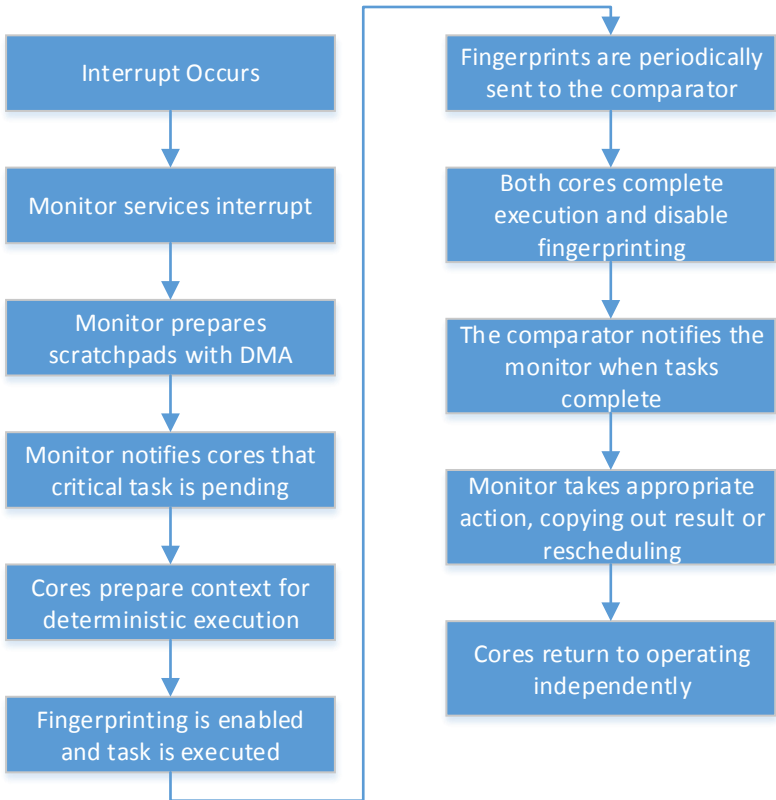 Interrupt Occurs
Monitor services interrupt
Monitor prepares
scratchpads with DMA
Monitor notifies cores that
critical task is pending
Cores prepare context for
deterministic execution
Fingerprinting is enabled
and task is executed
Fingerprints are periodically
sent to the comparator
Both cores complete
execution and disable
fingerprinting
The comparator notifies the
monitor when tasks
complete
Monitor takes appropriate
action, copying out result or
rescheduling
Cores return to operating
independently